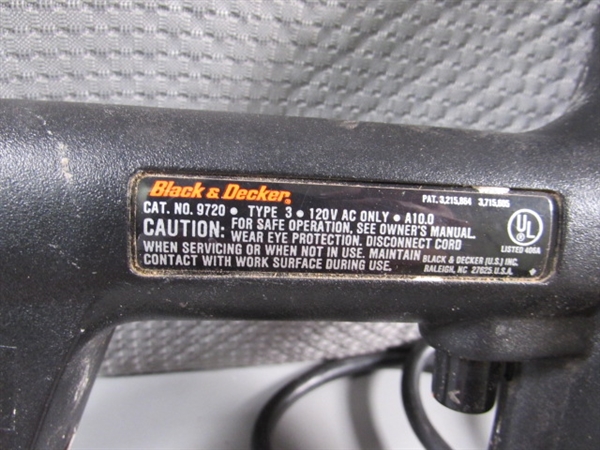 Black & Decker®
PAT. 3,215,864 3,715,905
CAT. NO. 9720 • TYPE 3 • 120V AC ONLY • A10.0
CAUTION: FOR SAFE OPERATION, SEE OWNER'S MANUAL.
WEAR EYE PROTECTION. DISCONNECT CORD
WHEN SERVICING OR WHEN NOT IN USE. MAINTAIN
CONTACT WITH WORK SURFACE DURING USE.
UL
LISTED 406A
BLACK & DECKER (U.S.) INC.
RALEIGH, NC 27625 U.S.A.